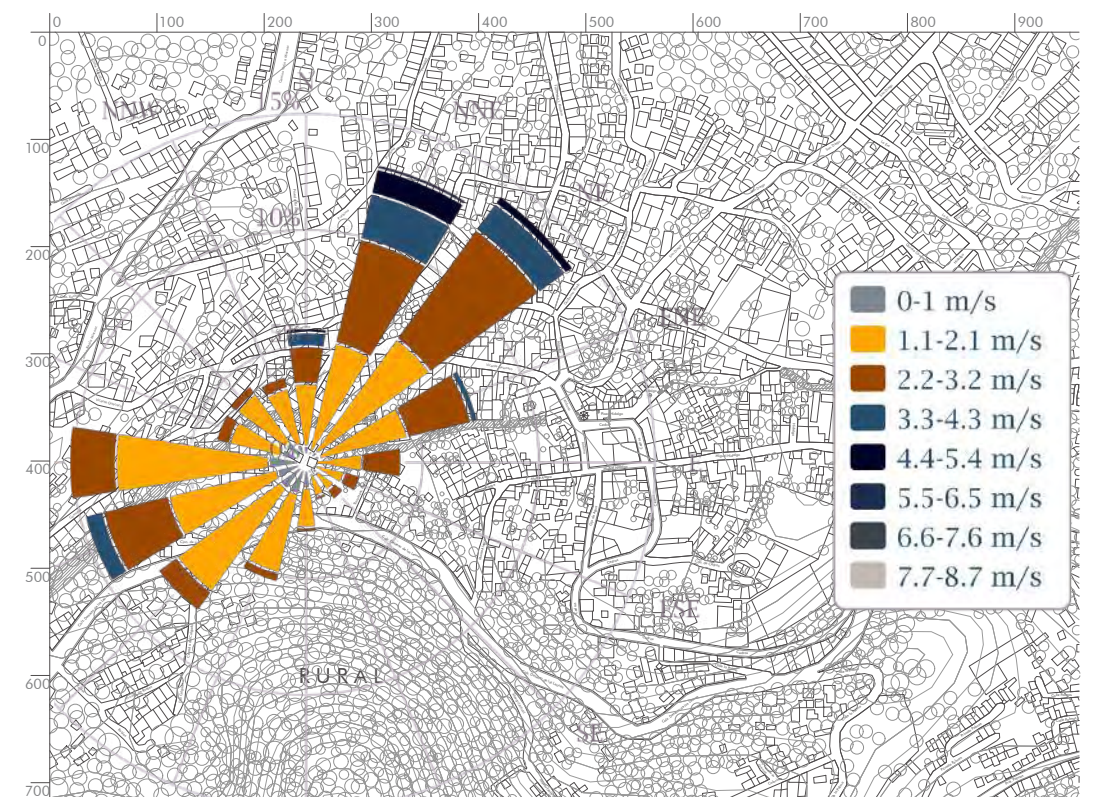 0 |100 |200 |300 |400 |500 |600 |700 |800 |900
0
100
200
300
400
500
600
700
NNE
5%
10%
NE
ENE
ESE
SE
RURAL
0-1 m/s
1.1-2.1 m/s
2.2-3.2 m/s
3.3-4.3 m/s
4.4-5.4 m/s
5.5-6.5 m/s
6.6-7.6 m/s
7.7-8.7 m/s